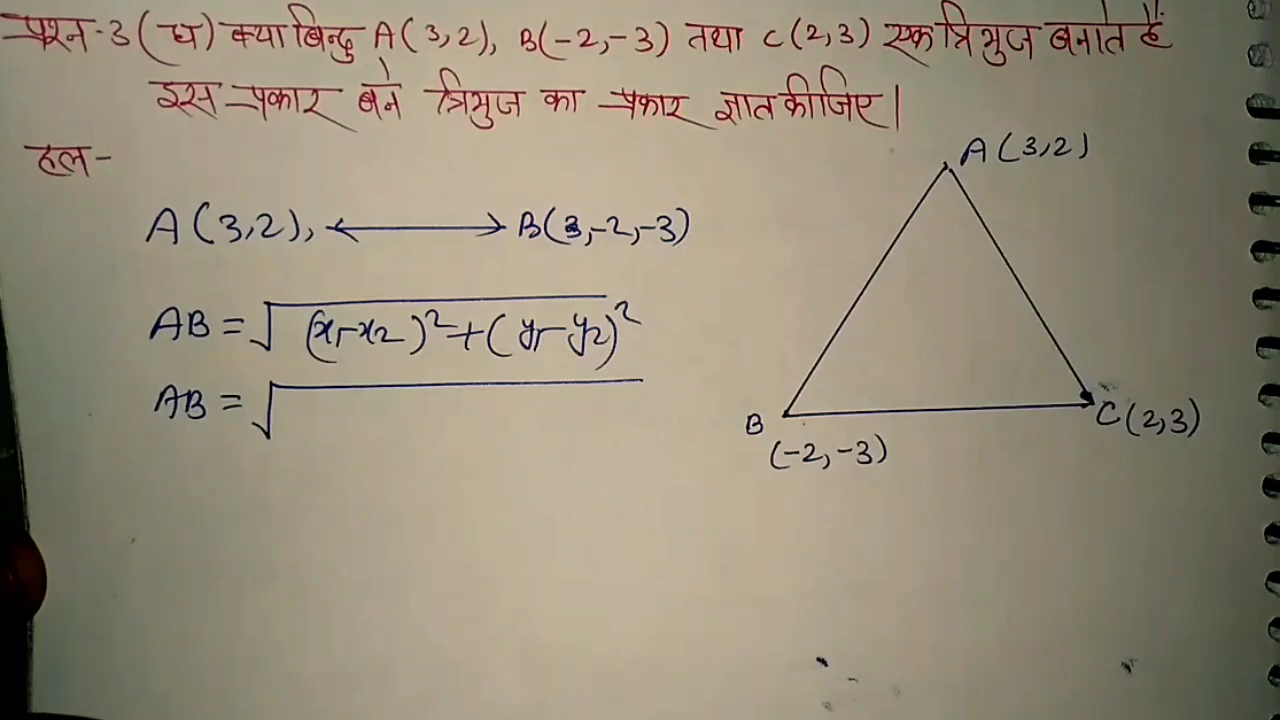 प्रश्न-3 (घ) क्या बिन्दु A(3,2), B(-2,-3) तथा C(2,3) एक त्रिभुज बनाते हैं
इस प्रकार बने त्रिभुज का प्रकार ज्ञात कीजिए।
हल-
A(3,2)
A(3,2), ⟷ B(3,-2,-3)
AB = √(x₁-x₂)²+(y₁-y₂)²
AB = √
B
C(2,3)
(-2,-3)